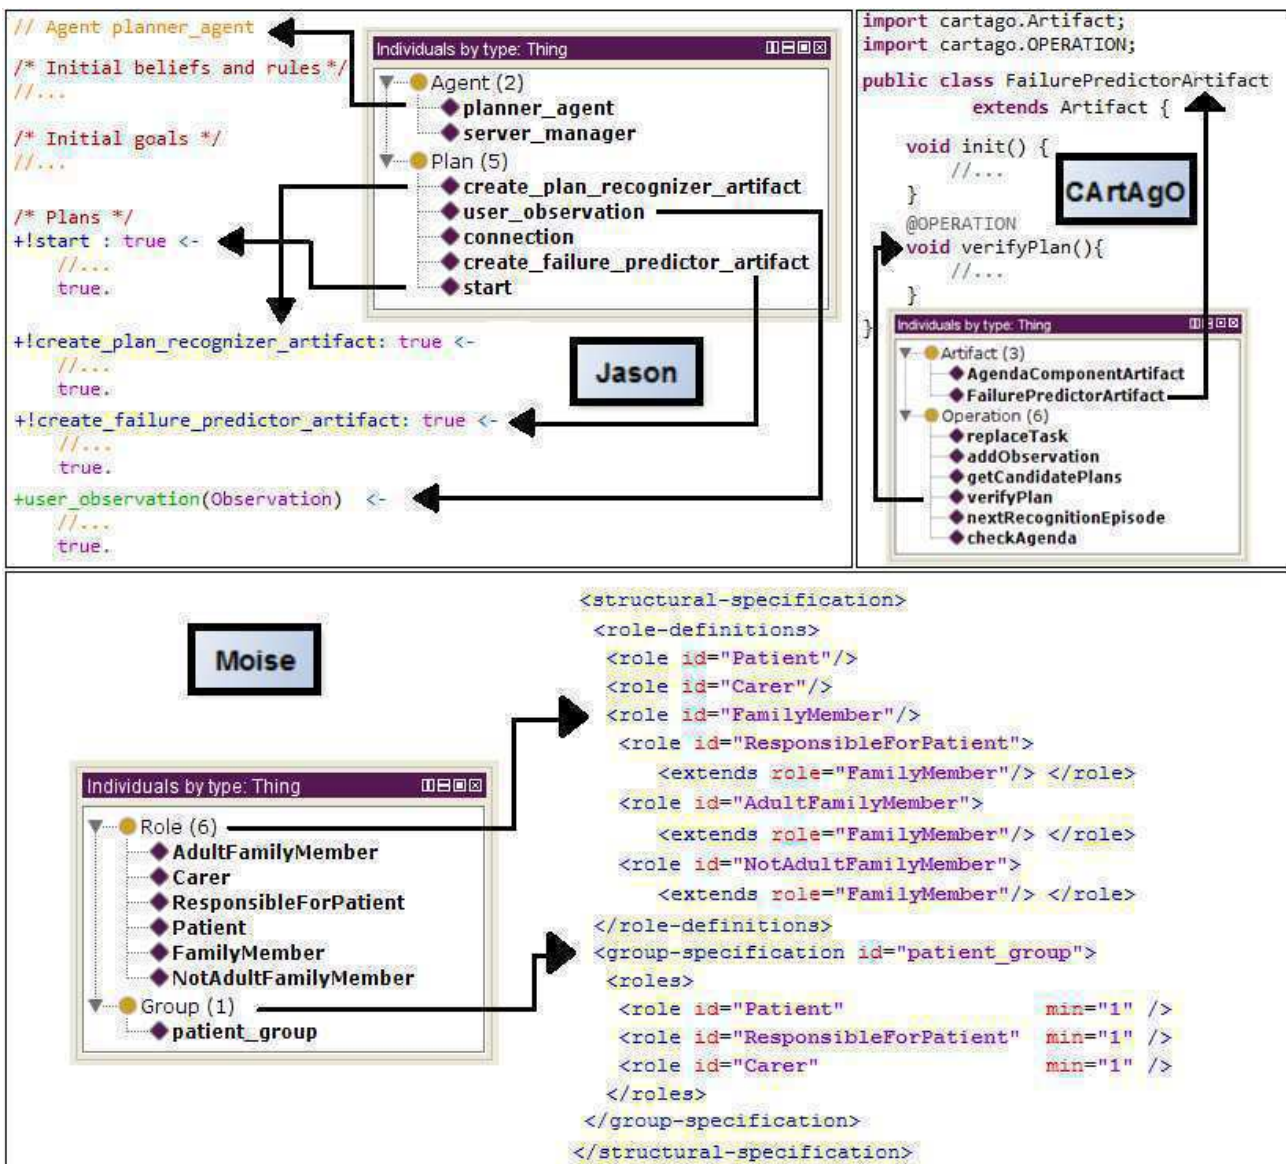 // Agent planner_agent
/* Initial beliefs and rules */
//...
/* Initial goals */
//...
/* Plans */
+!start : true <-
//...
true.
+!create_plan_recognizer_artifact: true <-
//...
true.
+!create_failure_predictor_artifact: true <-
//...
true.
+user_observation(Observation) <-
//...
true.
Individuals by type: Thing
Agent (2)
planner_agent
server_manager
Plan (5)
create_plan_recognizer_artifact
user_observation
connection
create_failure_predictor_artifact
start
Jason
import cartago.Artifact;
import cartago.OPERATION;
public class FailurePredictorArtifact
extends Artifact {
void init() {
//...
}
@OPERATION
void verifyPlan(){
//...
}
}
CArtAgO
Individuals by type: Thing
Artifact (3)
AgendaComponentArtifact
FailurePredictorArtifact
Operation (6)
replaceTask
addObservation
getCandidatePlans
verifyPlan
nextRecognitionEpisode
checkAgenda
Moise
Individuals by type: Thing
Role (6)
AdultFamilyMember
Carer
ResponsibleForPatient
Patient
FamilyMember
NotAdultFamilyMember
Group (1)
patient_group
<structural-specification>
<role-definitions>
<role id="Patient"/>
<role id="Carer"/>
<role id="FamilyMember"/>
<role id="ResponsibleForPatient">
<extends role="FamilyMember"/> </role>
<role id="AdultFamilyMember">
<extends role="FamilyMember"/> </role>
<role id="NotAdultFamilyMember">
<extends role="FamilyMember"/> </role>
</role-definitions>
<group-specification id="patient_group">
<roles>
<role id="Patient" min="1" />
<role id="ResponsibleForPatient" min="1" />
<role id="Carer" min="1" />
</roles>
</group-specification>
</structural-specification>